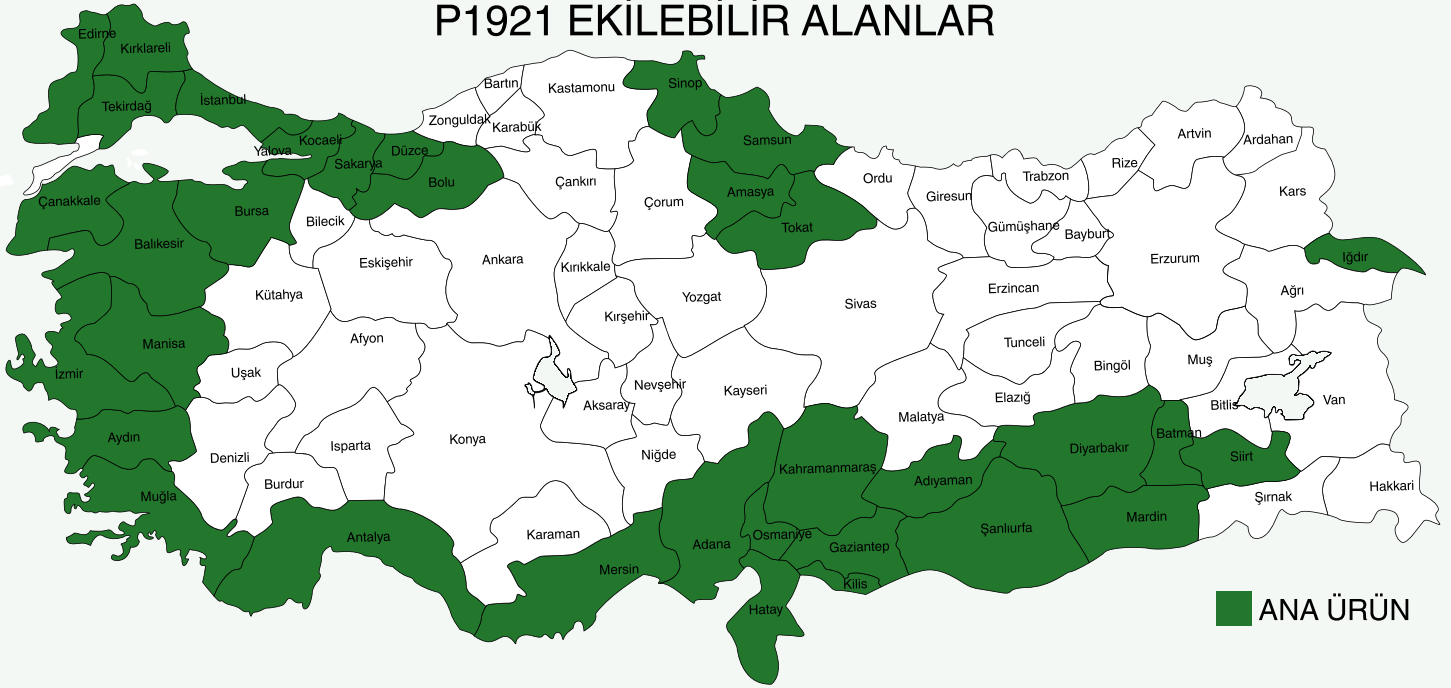 P1921 EKİLEBİLİR ALANLAR
Edirne
Kırklareli
Tekirdağ
İstanbul
Yalova
Kocaeli
Sakarya
Düzce
Bolu
Zonguldak
Bartın
Karabük
Kastamonu
Sinop
Samsun
Çankırı
Çorum
Amasya
Tokat
Ordu
Giresun
Gümüşhane
Trabzon
Bayburt
Rize
Artvin
Ardahan
Kars
Iğdır
Çanakkale
Balıkesir
Bursa
Bilecik
Eskişehir
Ankara
Kırıkkale
Kırşehir
Yozgat
Sivas
Erzincan
Erzurum
Ağrı
Kütahya
Manisa
İzmir
Uşak
Afyon
Konya
Aksaray
Nevşehir
Kayseri
Malatya
Tunceli
Elazığ
Bingöl
Muş
Bitlis
Van
Aydın
Denizli
Isparta
Burdur
Muğla
Antalya
Karaman
Niğde
Mersin
Adana
Kahramanmaraş
Osmaniye
Gaziantep
Kilis
Hatay
Adıyaman
Şanlıurfa
Diyarbakır
Batman
Mardin
Siirt
Şırnak
Hakkari
ANA ÜRÜN